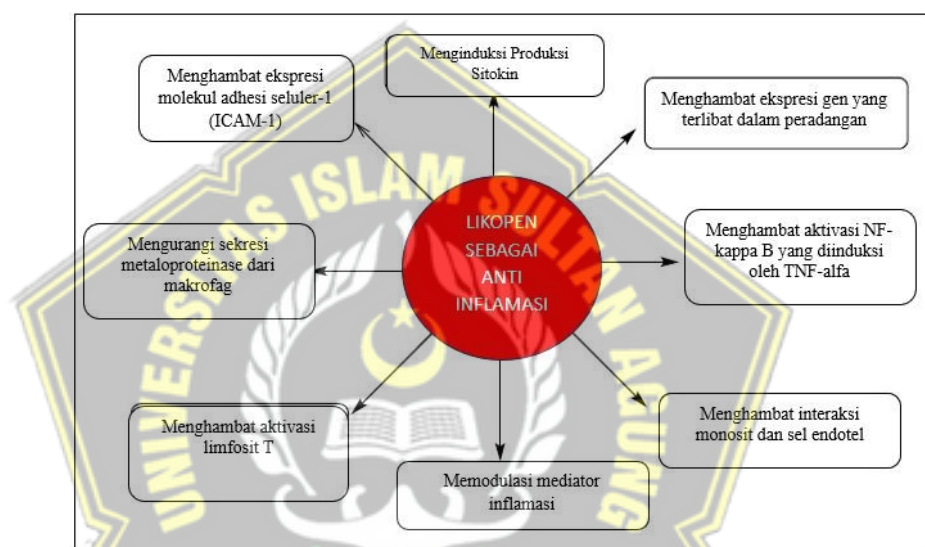 Menginduksi Produksi
Sitokin
Menghambat ekspresi
molekul adhesi seluler-1
(ICAM-1)
Menghambat ekspresi gen yang
terlibat dalam peradangan
LIKOPEN
SEBAGAI
ANTI
INFLAMASI
Mengurangi sekresi
metaloproteinase dari
makrofag
Menghambat aktivasi NF-
kappa B yang diinduksi
oleh TNF-alfa
Menghambat aktivasi
limfosit T
Menghambat interaksi
monosit dan sel endotel
Memodulasi mediator
inflamasi
UNIVERSITAS ISLAM SULTAN AGUNG